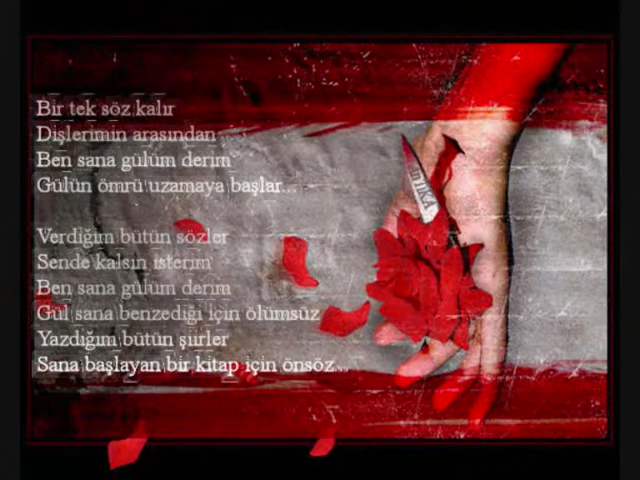 Bir tek söz kalır
Dişlerimin arasından
Ben sana gülüm derim
Gülün ömrü uzamaya başlar...
Verdiğim bütün sözler
Sende kalsın isterim
Ben sana gülüm derim
Gül sana benzediği için ölümsüz
Yazdığım bütün şiirler
Sana başlayan bir kitap için önsöz...